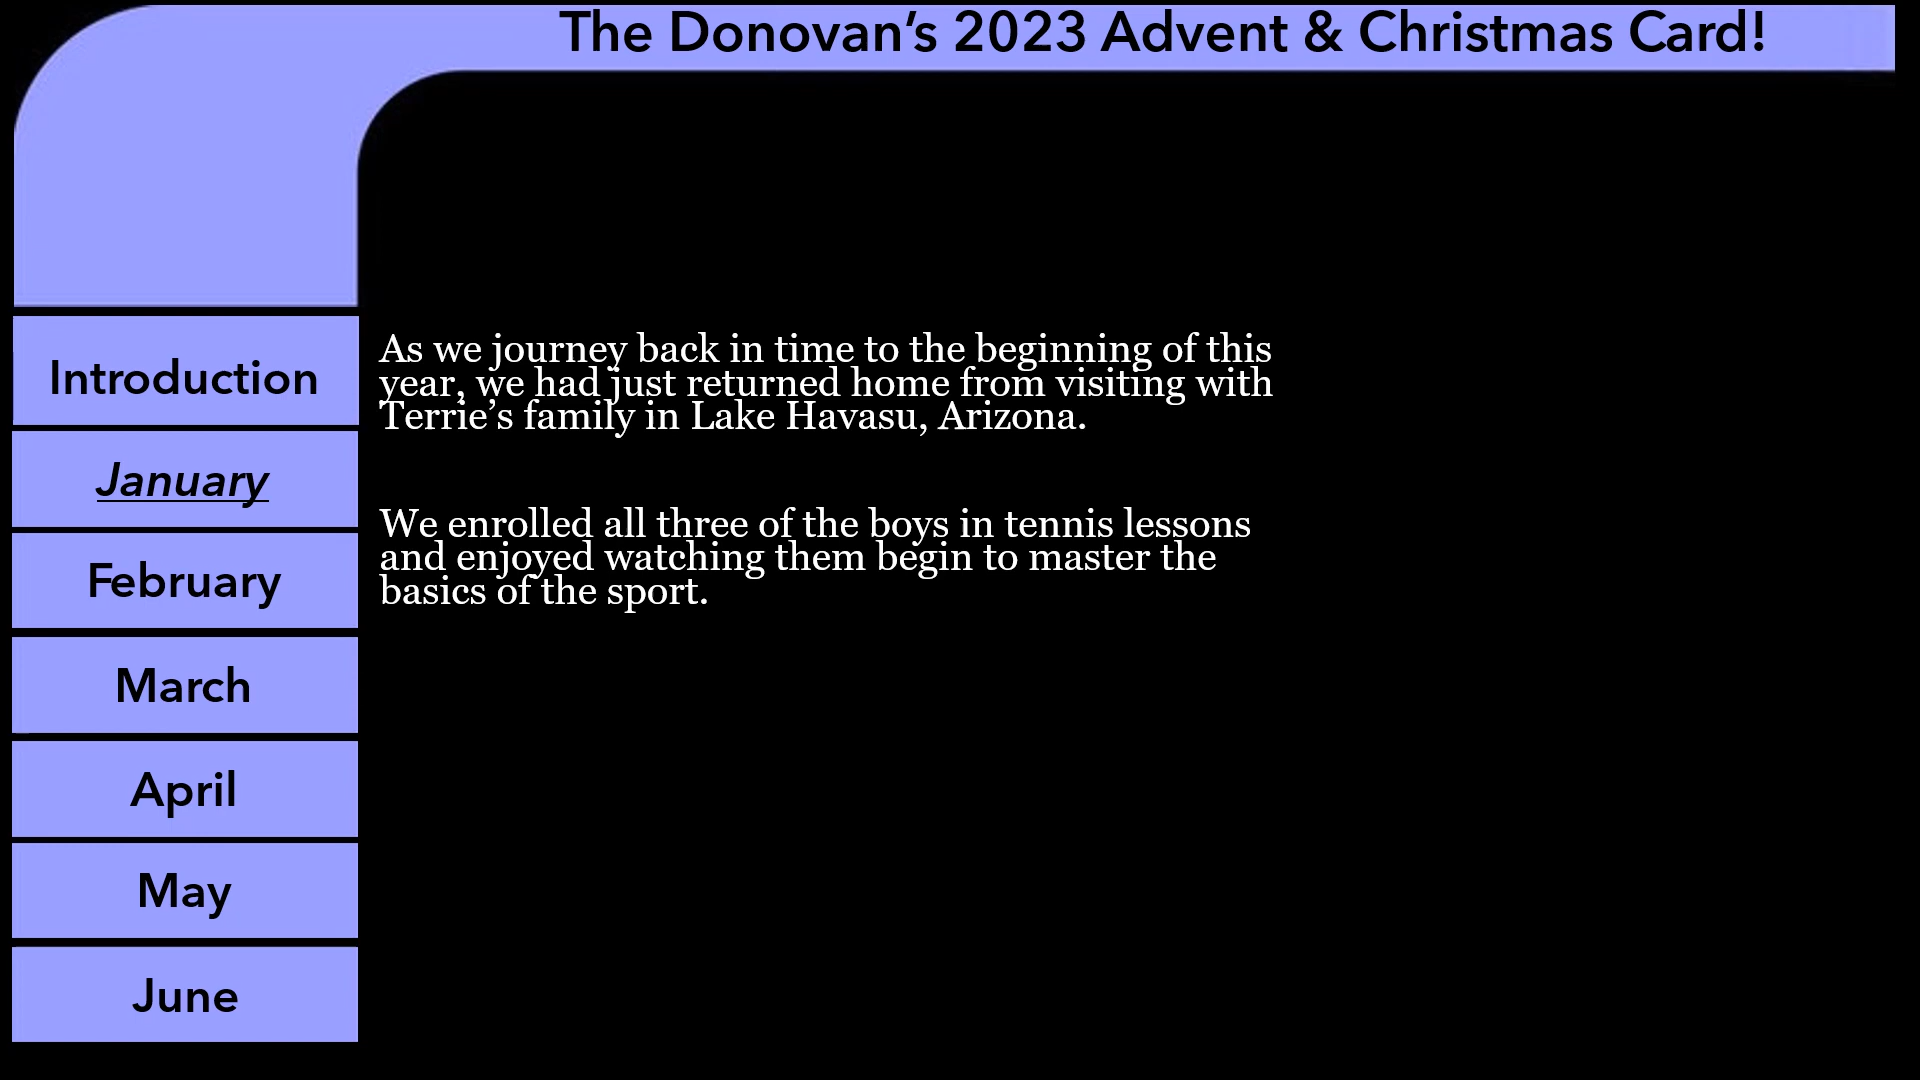 The Donovan’s 2023 Advent & Christmas Card!
Introduction
January
February
March
April
May
June
As we journey back in time to the beginning of this
year, we had just returned home from visiting with
Terrie’s family in Lake Havasu, Arizona.
We enrolled all three of the boys in tennis lessons
and enjoyed watching them begin to master the
basics of the sport.